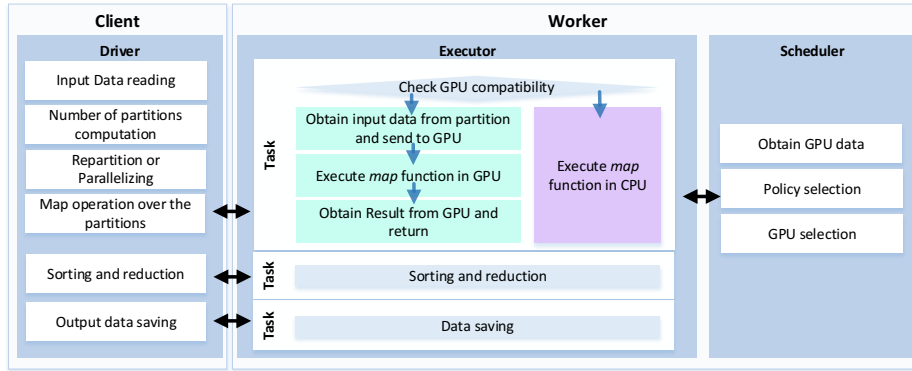 Client
Driver
Input Data reading
Number of partitions
computation
Repartition or
Parallelizing
Map operation over the
partitions
Sorting and reduction
Output data saving
Worker
Executor
Task
Check GPU compatibility
Obtain input data from partition
and send to GPU
Execute map function in GPU
Obtain Result from GPU and
return
Execute map
function in CPU
Task
Sorting and reduction
Task
Data saving
Scheduler
Obtain GPU data
Policy selection
GPU selection